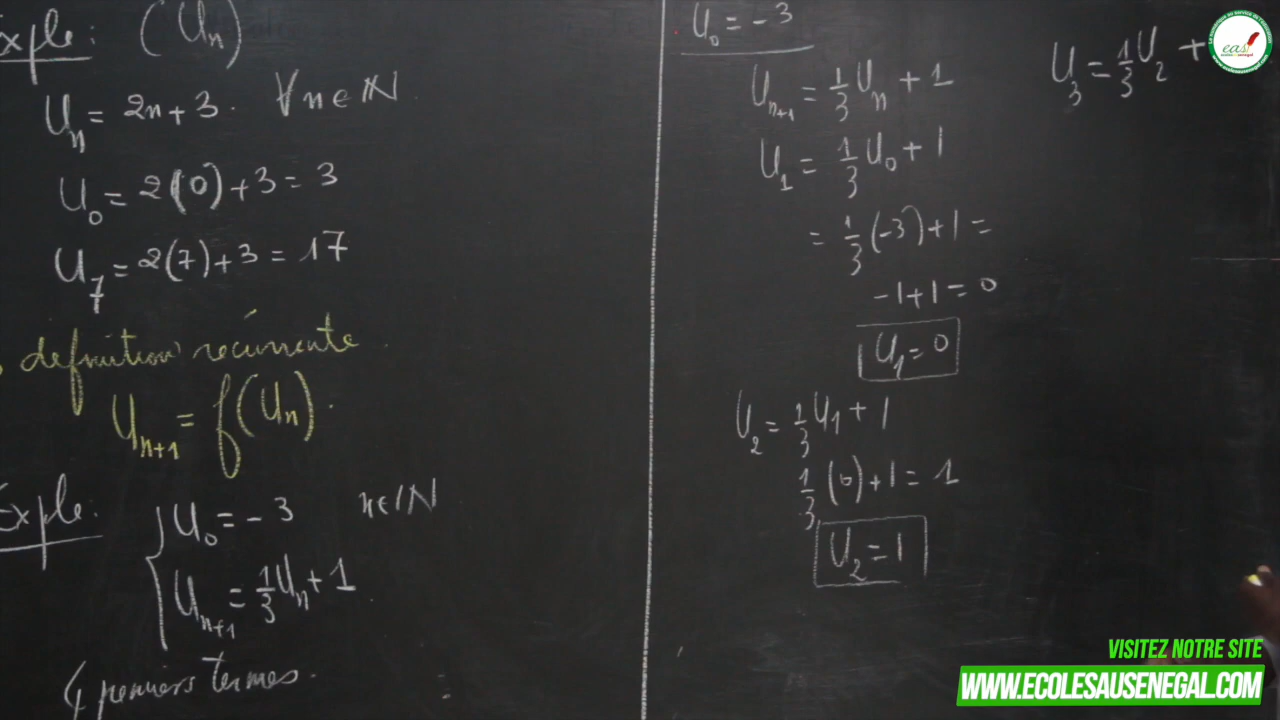 Exple: (Un)
Un = 2n+3. ∀n∈ℕ
U0 = 2(0)+3 = 3
U7 = 2(7)+3 = 17
définition récurrente
Un+1 = f(Un).
Exple: { U0 = -3 n∈ℕ
Un+1 = 1/3 Un + 1
4 premiers termes.
U0 = -3
Un+1 = 1/3 Un + 1
U1 = 1/3 U0 + 1
= 1/3 (-3) + 1 =
-1+1 = 0
U1 = 0
U2 = 1/3 U1 + 1
1/3 (0) + 1 = 1
U2 = 1
U3 = 1/3 U2 +
eas
VISITEZ NOTRE SITE
WWW.ECOLESAUSENEGAL.COM